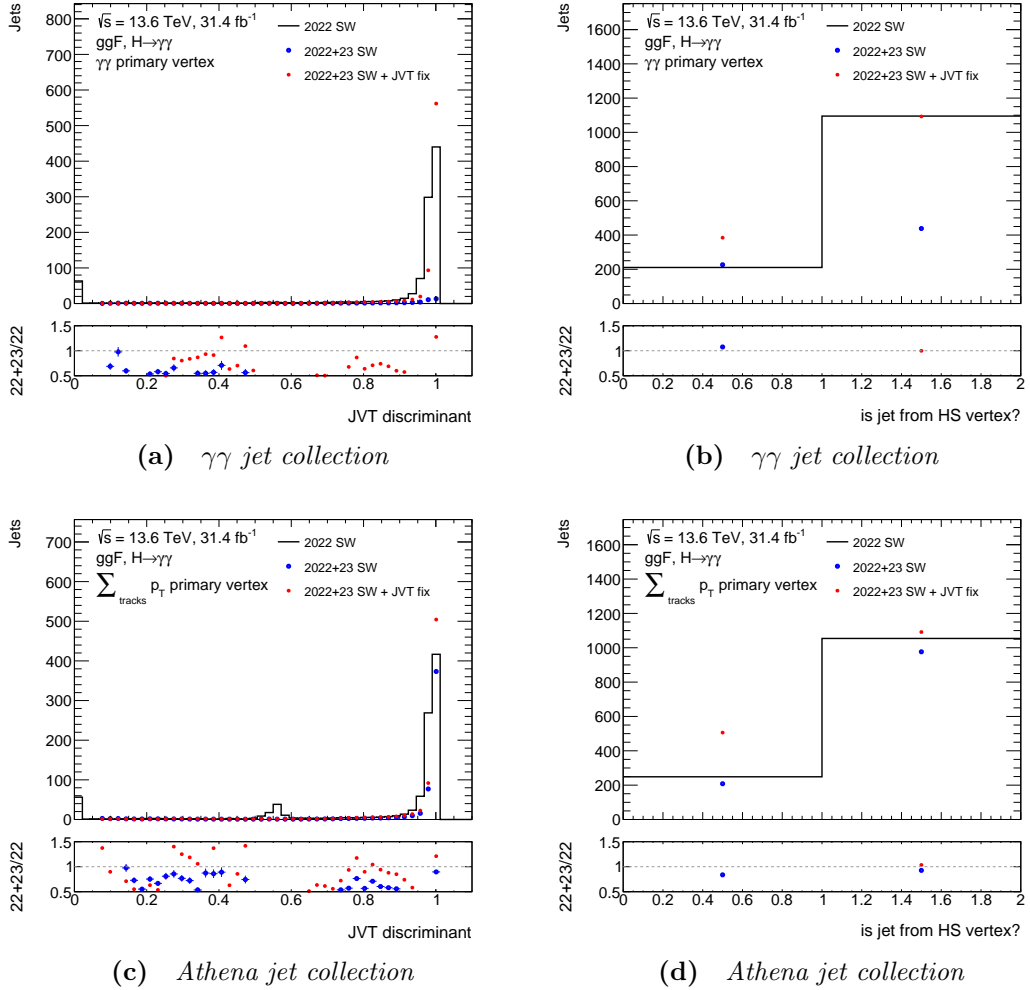 Jets
√s = 13.6 TeV, 31.4 fb⁻¹
ggF, H→γγ
γγ primary vertex
2022 SW
2022+23 SW
2022+23 SW + JVT fix
800
700
600
500
400
300
200
100
0
22+23/22
1.5
1
0.5
0 0.2 0.4 0.6 0.8 1
JVT discriminant
(a) γγ jet collection
Jets
√s = 13.6 TeV, 31.4 fb⁻¹
ggF, H→γγ
γγ primary vertex
2022 SW
2022+23 SW
2022+23 SW + JVT fix
1600
1400
1200
1000
800
600
400
200
0
22+23/22
1.5
1
0.5
0 0.2 0.4 0.6 0.8 1 1.2 1.4 1.6 1.8 2
is jet from HS vertex?
(b) γγ jet collection
Jets
√s = 13.6 TeV, 31.4 fb⁻¹
ggF, H→γγ
∑tracks pT primary vertex
2022 SW
2022+23 SW
2022+23 SW + JVT fix
700
600
500
400
300
200
100
0
22+23/22
1.5
1
0.5
0 0.2 0.4 0.6 0.8 1
JVT discriminant
(c) Athena jet collection
Jets
√s = 13.6 TeV, 31.4 fb⁻¹
ggF, H→γγ
∑tracks pT primary vertex
2022 SW
2022+23 SW
2022+23 SW + JVT fix
1600
1400
1200
1000
800
600
400
200
0
22+23/22
1.5
1
0.5
0 0.2 0.4 0.6 0.8 1 1.2 1.4 1.6 1.8 2
is jet from HS vertex?
(d) Athena jet collection